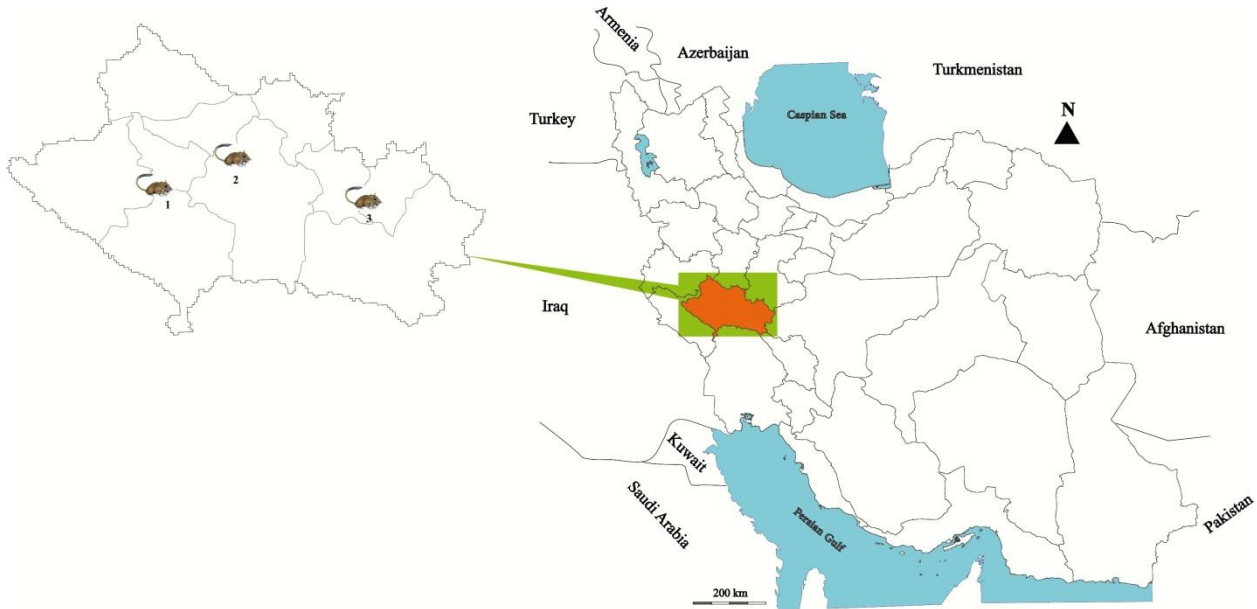 Armenia
Azerbaijan
Turkmenistan
N
Caspian Sea
Turkey
2
1
3
Iraq
Afghanistan
Kuwait
Saudi Arabia
Persian Gulf
Pakistan
200 km